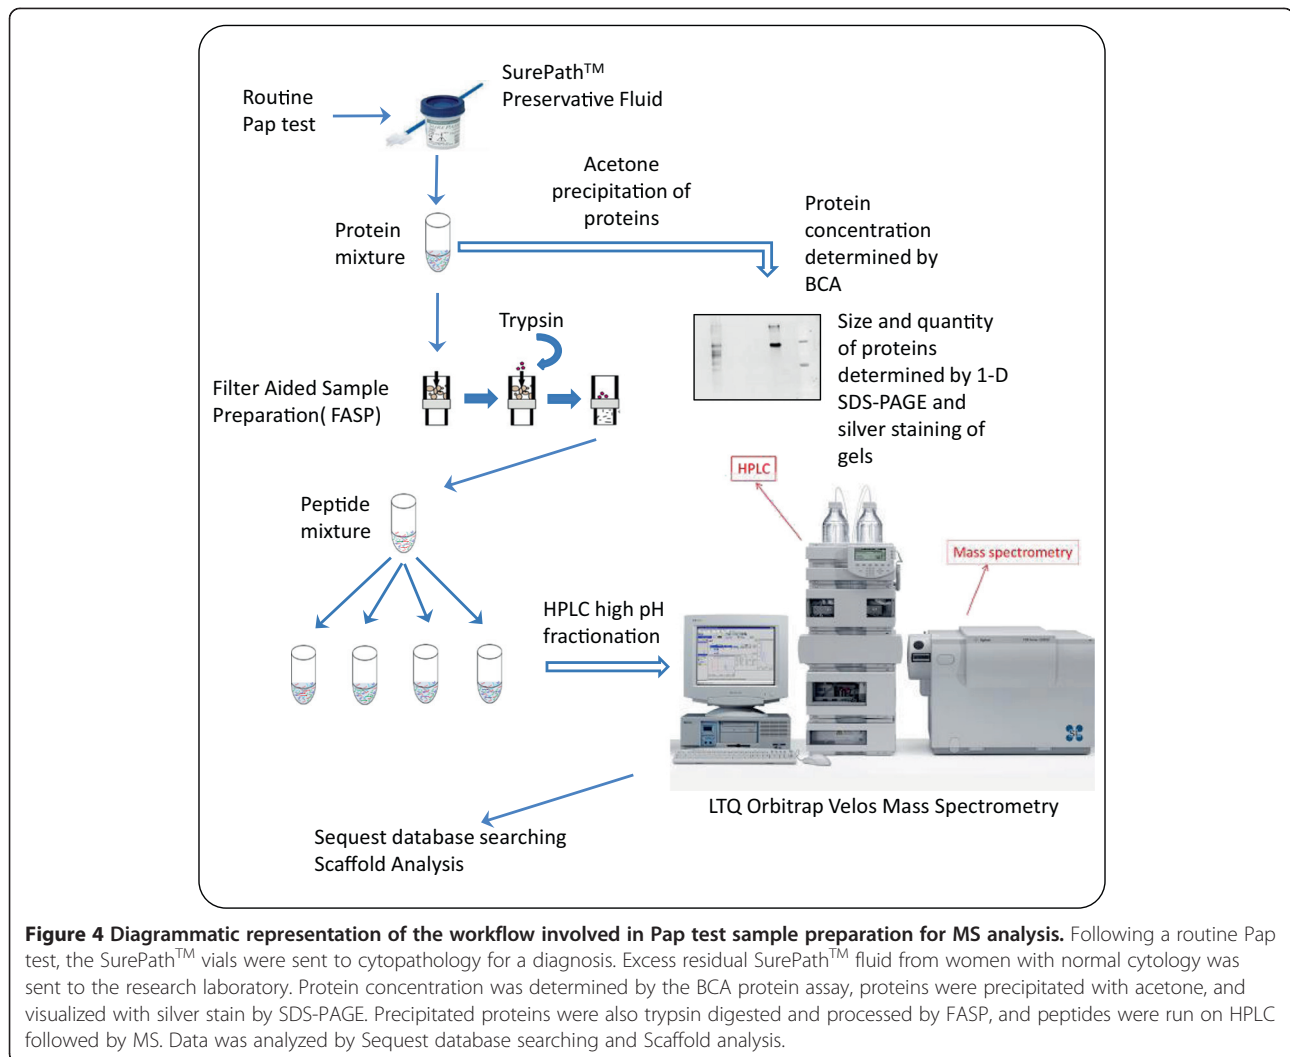 Routine
Pap test
SurePath™
Preservative Fluid
Acetone
precipitation of
proteins
Protein
mixture
Protein
concentration
determined by
BCA
Trypsin
Filter Aided Sample
Preparation( FASP)
Size and quantity
of proteins
determined by 1-D
SDS-PAGE and
silver staining of
gels
HPLC
Peptide
mixture
Mass spectrometry
HPLC high pH
fractionation
LTQ Orbitrap Velos Mass Spectrometry
Sequest database searching
Scaffold Analysis
Figure 4 Diagrammatic representation of the workflow involved in Pap test sample preparation for MS analysis. Following a routine Pap
test, the SurePath™ vials were sent to cytopathology for a diagnosis. Excess residual SurePath™ fluid from women with normal cytology was
sent to the research laboratory. Protein concentration was determined by the BCA protein assay, proteins were precipitated with acetone, and
visualized with silver stain by SDS-PAGE. Precipitated proteins were also trypsin digested and processed by FASP, and peptides were run on HPLC
followed by MS. Data was analyzed by Sequest database searching and Scaffold analysis.